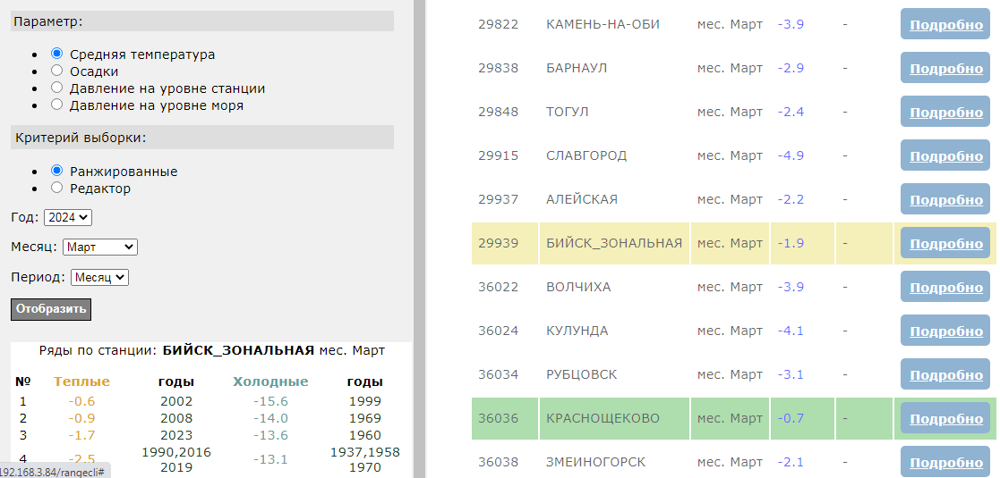 Параметр:
Средняя температура
Осадки
Давление на уровне станции
Давление на уровне моря
Критерий выборки:
Ранжированные
Редактор
Год: 2024
Месяц: Март
Период: Месяц
Отобразить
Ряды по станции: БИЙСК_ЗОНАЛЬНАЯ мес. Март
№ Теплые годы Холодные годы
1 -0.6 2002 -15.6 1999
2 -0.9 2008 -14.0 1969
3 -1.7 2023 -13.6 1960
4 -2.5 1990,2016 -13.1 1937,1958
2019 1970
192.168.3.84/rangecli#
29822 КАМЕНЬ-НА-ОБИ мес. Март -3.9 - Подробно
29838 БАРНАУЛ мес. Март -2.9 - Подробно
29848 ТОГУЛ мес. Март -2.4 - Подробно
29915 СЛАВГОРОД мес. Март -4.9 - Подробно
29937 АЛЕЙСКАЯ мес. Март -2.2 - Подробно
29939 БИЙСК_ЗОНАЛЬНАЯ мес. Март -1.9 - Подробно
36022 ВОЛЧИХА мес. Март -3.9 - Подробно
36024 КУЛУНДА мес. Март -4.1 - Подробно
36034 РУБЦОВСК мес. Март -3.1 - Подробно
36036 КРАСНОЩЕКОВО мес. Март -0.7 - Подробно
36038 ЗМЕИНОГОРСК мес. Март -2.1 - Подробно